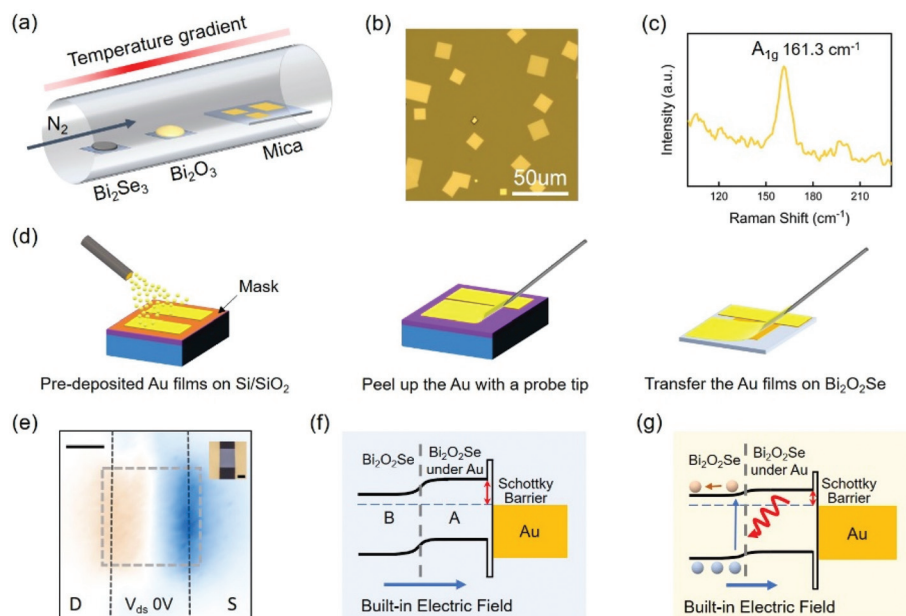 (a)
Temperature gradient
N2
Bi2Se3
Bi2O3
Mica
(b)
50um
(c)
A1g 161.3 cm-1
Intensity (a.u.)
120 150 180 210
Raman Shift (cm-1)
(d)
Mask
Pre-deposited Au films on Si/SiO2
Peel up the Au with a probe tip
Transfer the Au films on Bi2O2Se
(e)
D
Vds 0V
S
(f)
Bi2O2Se
Bi2O2Se
under Au
Schottky
Barrier
B
A
Au
Built-in Electric Field
(g)
Bi2O2Se
Bi2O2Se
under Au
Schottky
Barrier
Au
Built-in Electric Field